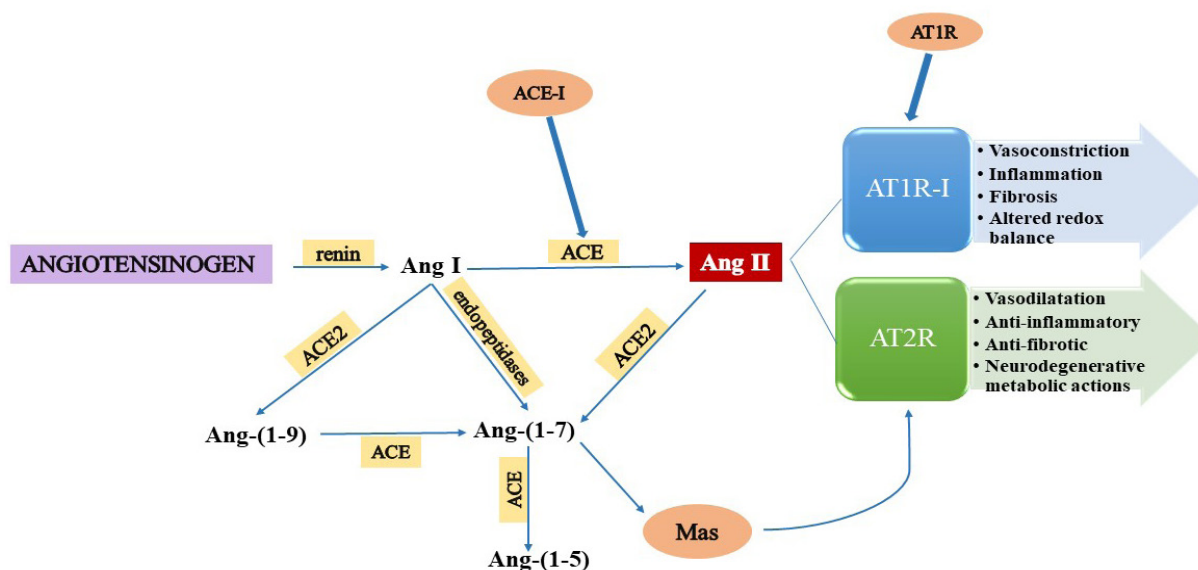 AT1R
ACE-I
AT1R-I
• Vasoconstriction
• Inflammation
• Fibrosis
• Altered redox
balance
ANGIOTENSINOGEN
renin
Ang I
ACE
Ang II
ACE2
endopeptidases
ACE2
AT2R
• Vasodilatation
• Anti-inflammatory
• Anti-fibrotic
• Neurodegenerative
metabolic actions
Ang-(1-9)
ACE
Ang-(1-7)
ACE
Mas
Ang-(1-5)